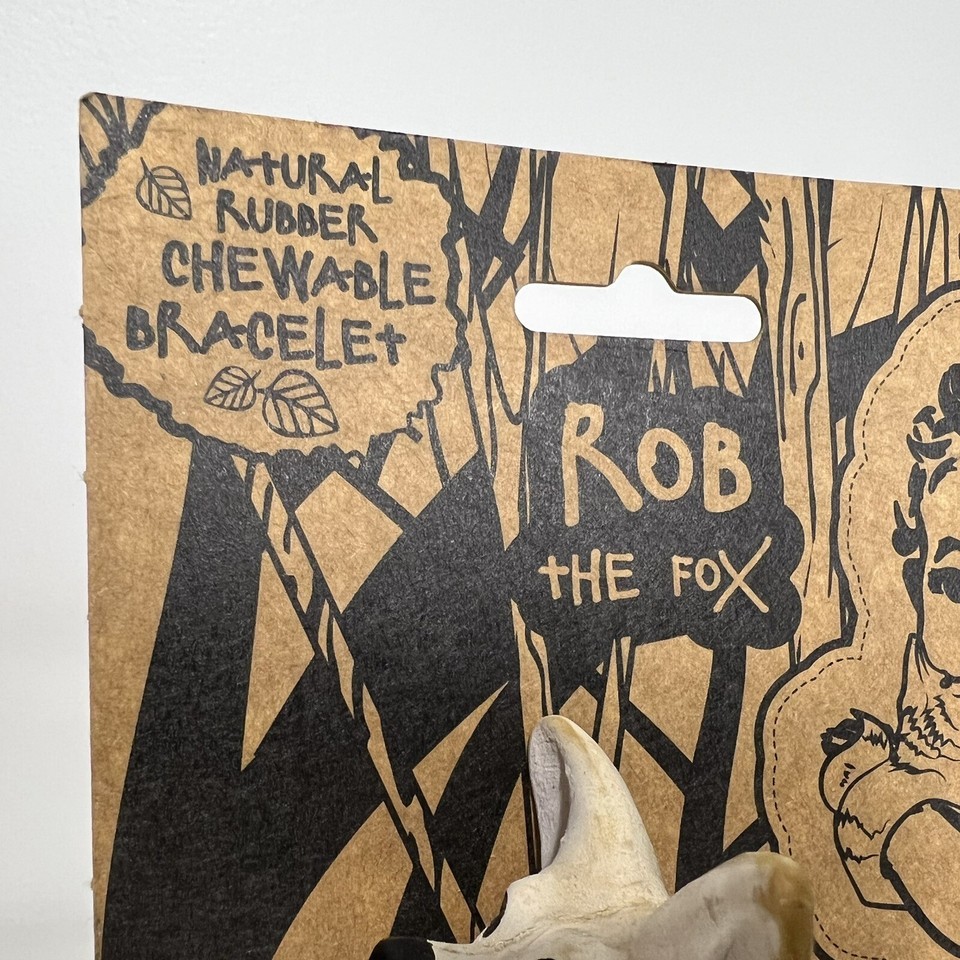 NATURAL
RUBBER
CHEWABLE
BRACELET
ROB
THE FOX